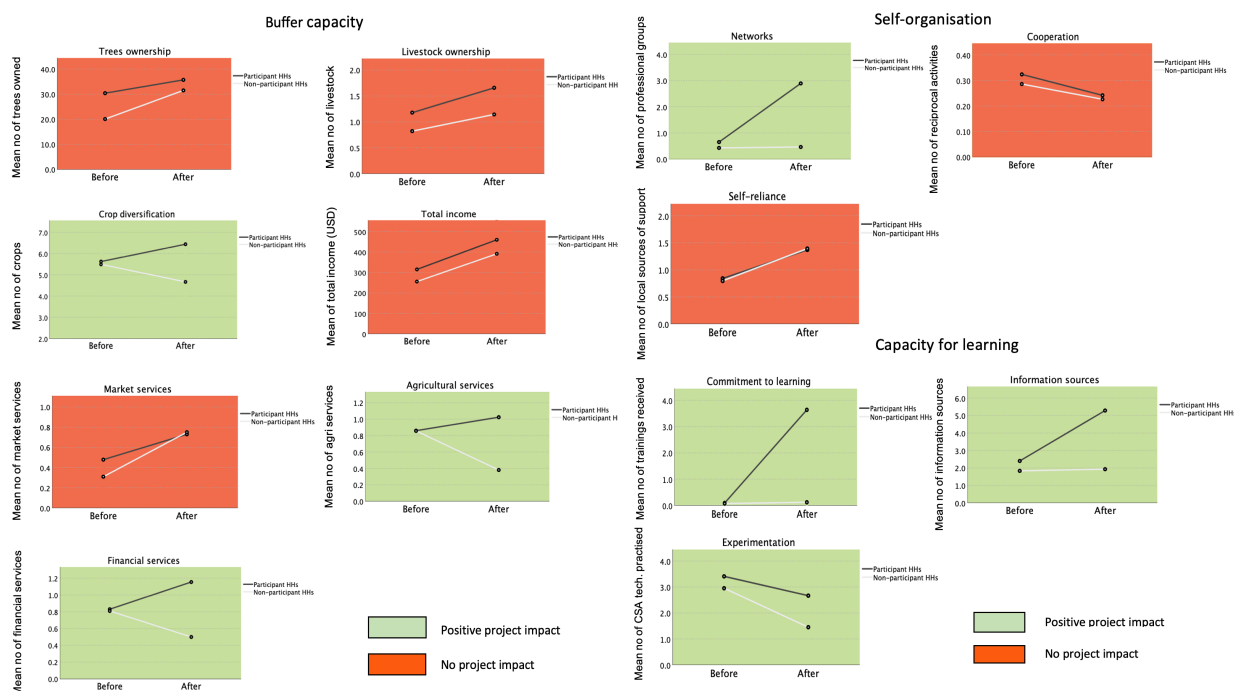 Buffer capacity
Trees ownership
Mean no of trees owned
40.0
30.0
20.0
10.0
0.0
Before
After
Participant HHs
Non-participant HHs
Livestock ownership
Mean no of livestock
2.0
1.5
1.0
0.5
0.0
Before
After
Participant HHs
Non-participant HH
Crop diversification
Mean no of crops
7.0
6.0
5.0
4.0
3.0
2.0
Before
After
Participant HHs
Non-participant HHs
Total income
Mean of total income (USD)
500
400
300
200
100
0
Before
After
Participant HHs
Non-participant HH
Market services
Mean no of market services
1.0
0.8
0.6
0.4
0.2
0.0
Before
After
Participant HHs
Non-participant HHs
Agricultural services
Mean no of agri services
1.2
1.0
0.8
0.6
0.4
0.2
0.0
Before
After
Participant HHs
Non-participant H
Financial services
Mean no of financial services
1.2
1.0
0.8
0.6
0.4
0.2
0.0
Before
After
Participant HHs
Non-participant HHs
Positive project impact
No project impact
Self-organisation
Networks
Mean no of professional groups
4.0
3.0
2.0
1.0
0.0
Before
After
Participant HHs
Non-participant HHs
Cooperation
Mean no of reciprocal activities
0.40
0.30
0.20
0.10
0.00
Before
After
Participant HHs
Non-participant HHs
Self-reliance
Mean no of local sources of support
2.0
1.5
1.0
0.5
0.0
Before
After
Participant HHs
Non-participant HHs
Capacity for learning
Commitment to learning
Mean no of trainings received
4.0
3.0
2.0
1.0
0.0
Before
After
Participant HHs
Non-participant HHs
Information sources
Mean no of information sources
6.0
5.0
4.0
3.0
2.0
1.0
0.0
Before
After
Participant HHs
Non-participant HHs
Experimentation
Mean no of CSA tech. practised
4.0
3.0
2.0
1.0
0.0
Before
After
Participant HHs
Non-participant HHs
Positive project impact
No project impact